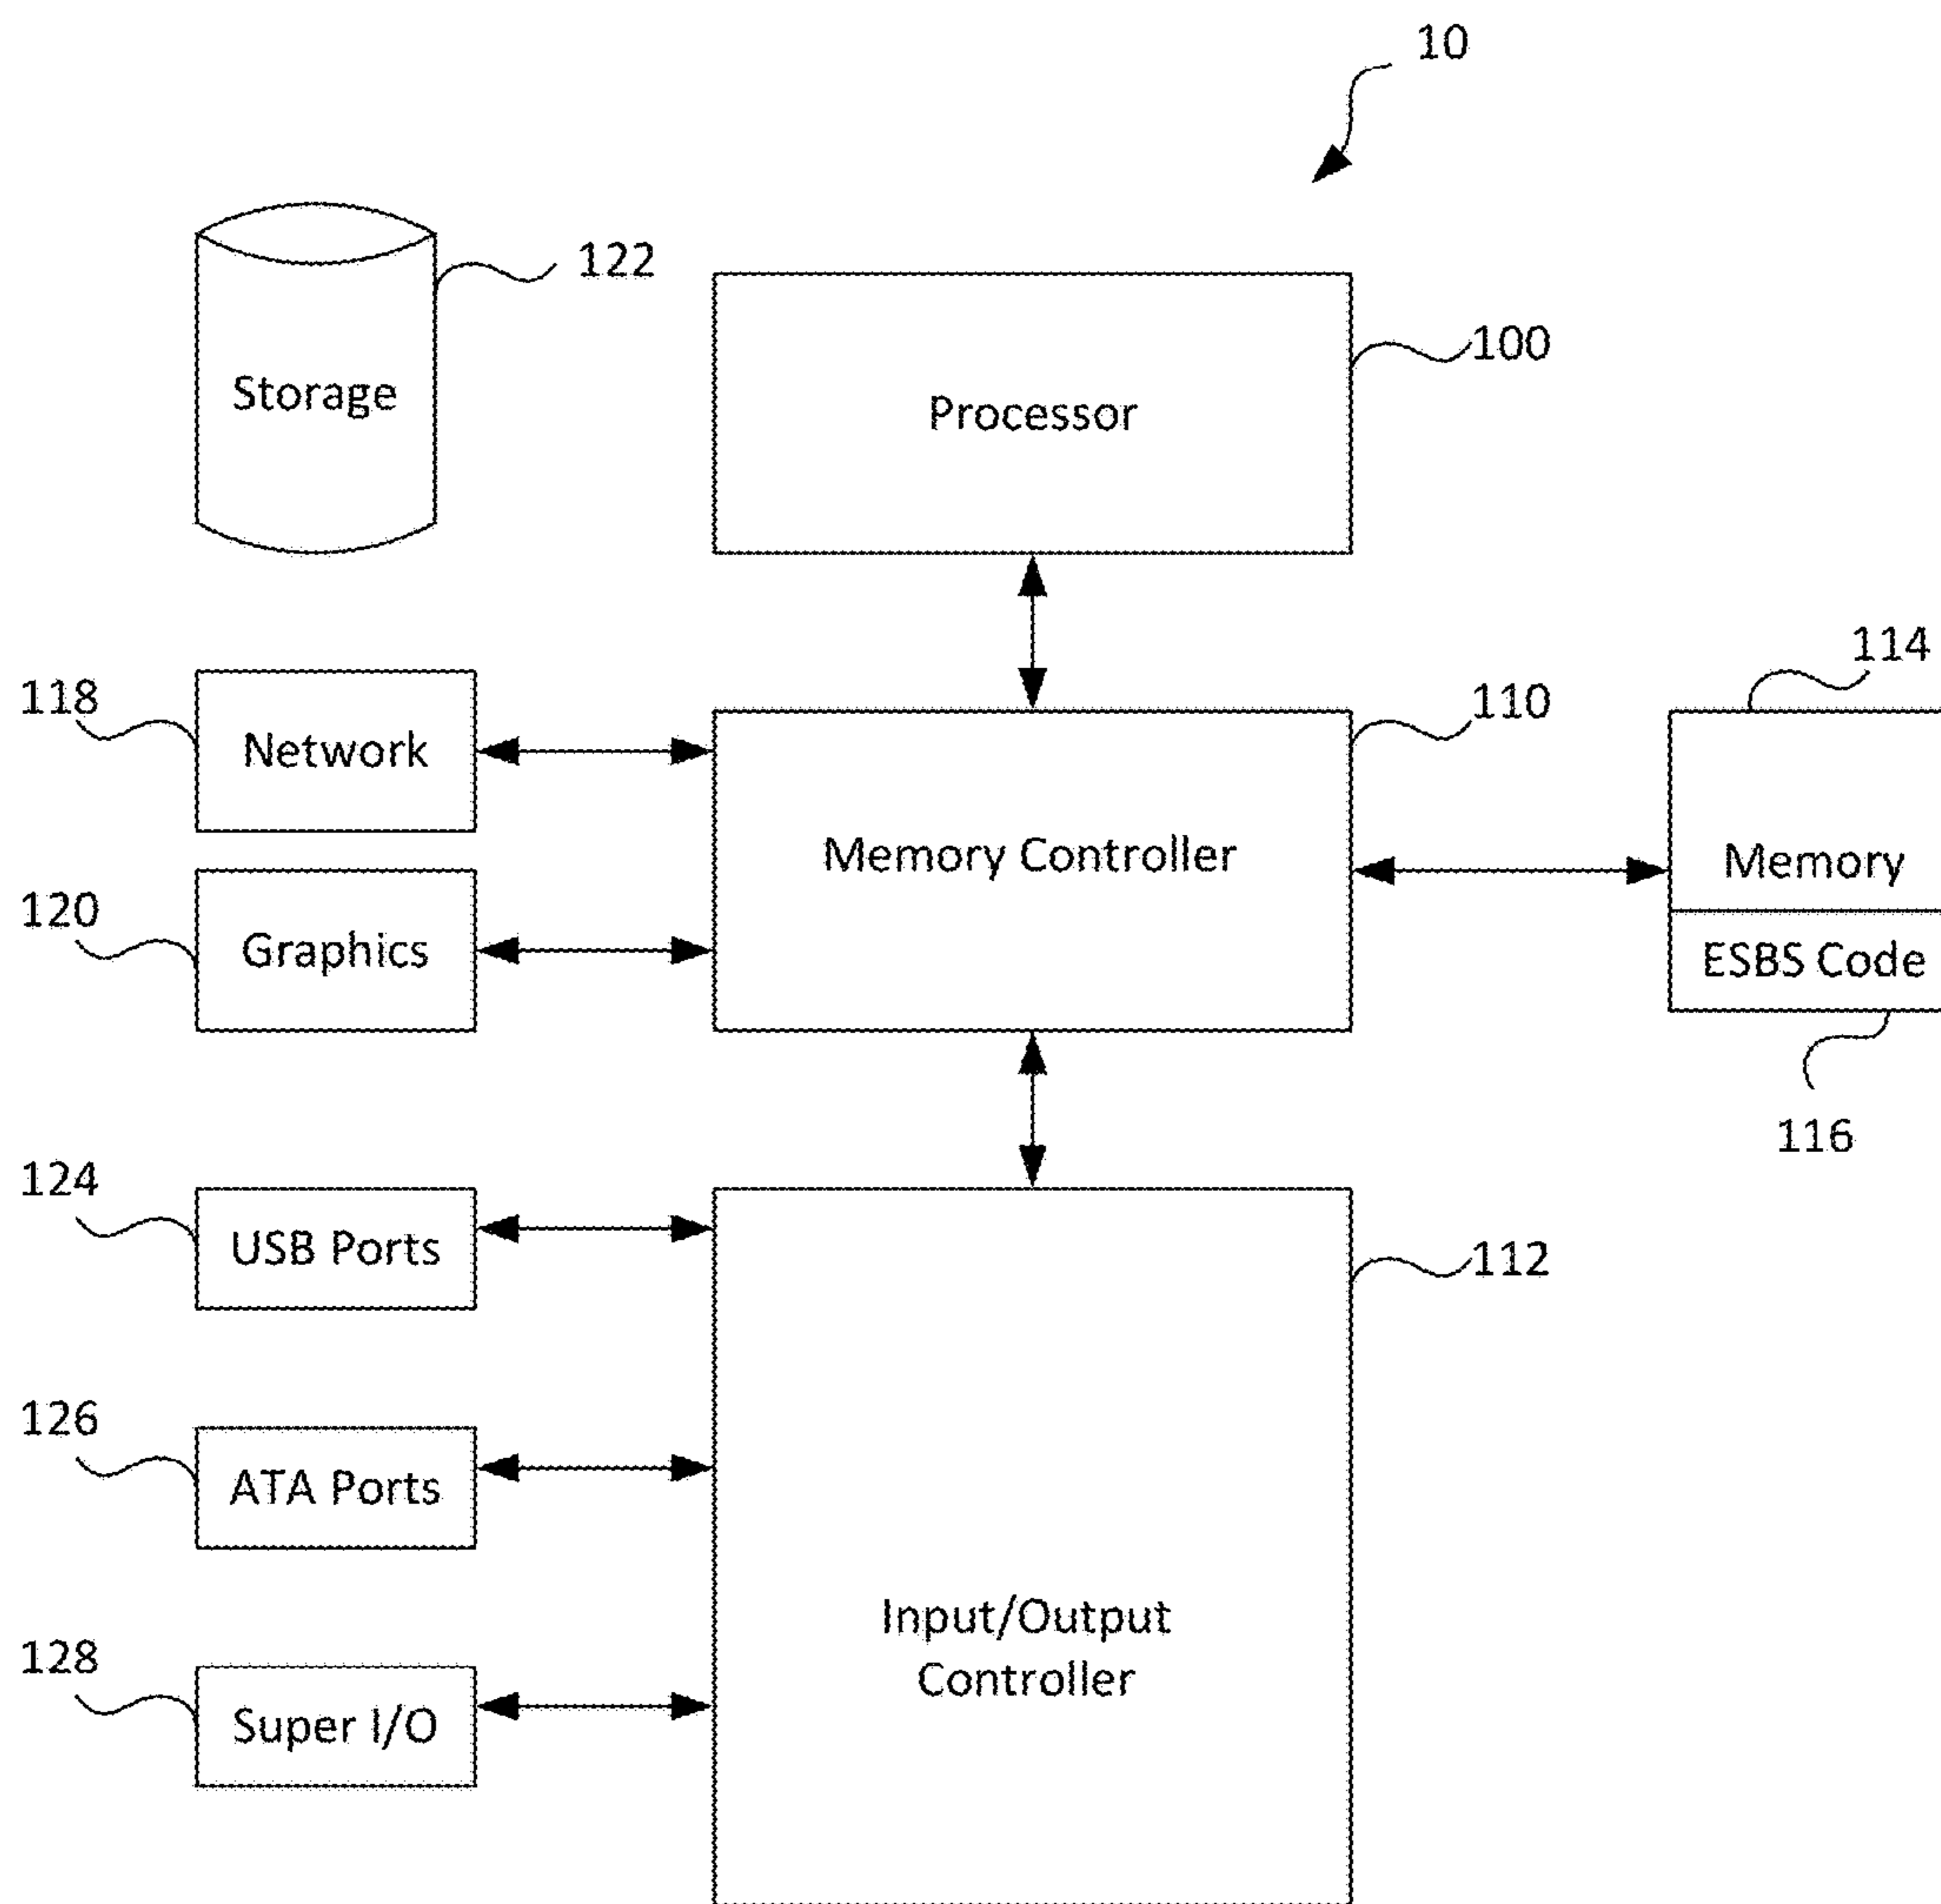 10
122
Storage
100
Processor
114
118
110
Network
Memory Controller
Memory
120
Graphics
ESBS Code
116
124
USB Ports
112
126
ATA Ports
Input/Output
Controller
128
Super I/O